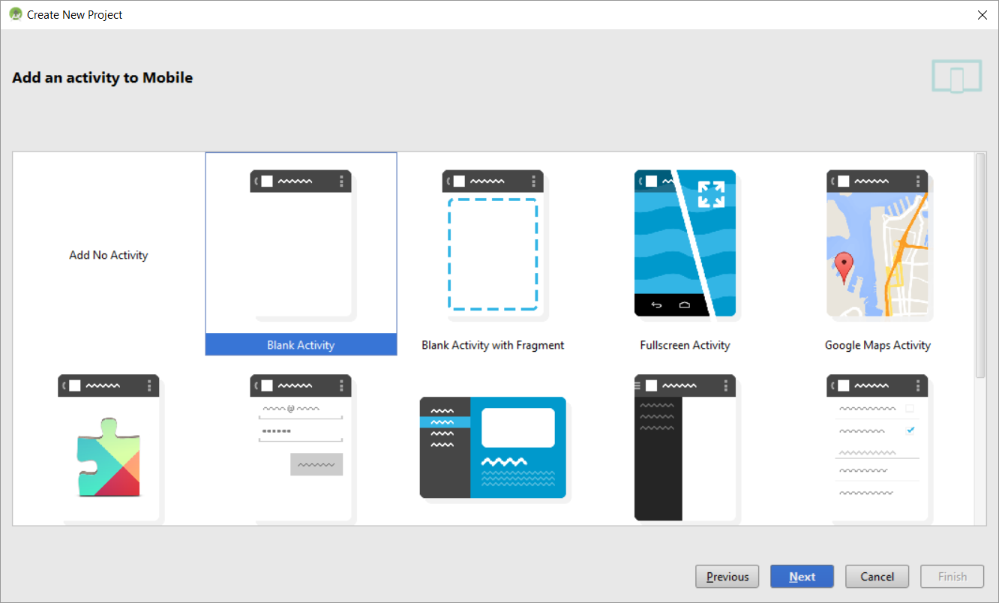 Create New Project
Add an activity to Mobile
Add No Activity
Blank Activity
Blank Activity with Fragment
Fullscreen Activity
Google Maps Activity
@
Previous
Next
Cancel
Finish